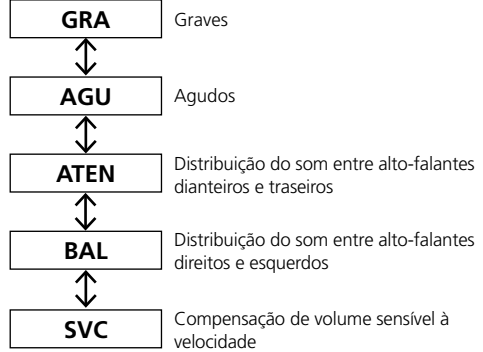 GRA
Graves
AGU
Agudos
ATEN
Distribuição do som entre alto-falantes
dianteiros e traseiros
BAL
Distribuição do som entre alto-falantes
direitos e esquerdos
SVC
Compensação de volume sensível à
velocidade